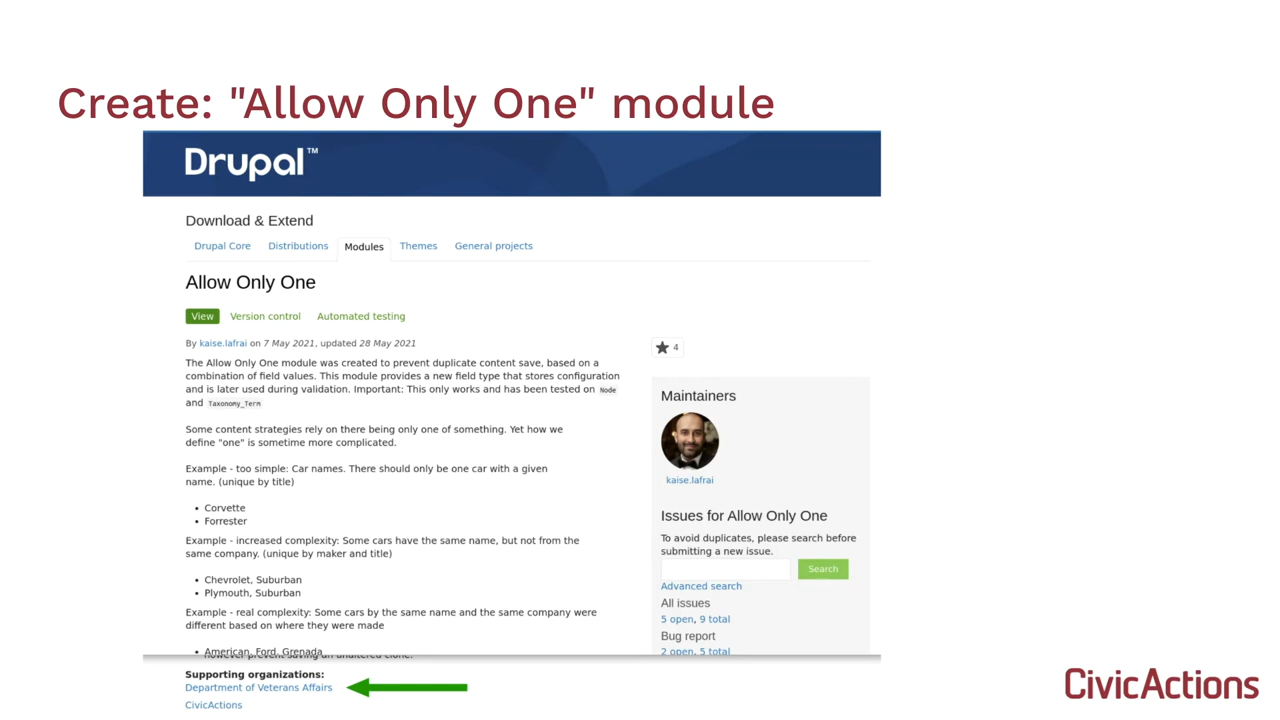 Create: "Allow Only One" module
Drupal™
Download & Extend
Drupal Core Distributions Modules Themes General projects
Allow Only One
View Version control Automated testing
By kaise.lafrai on 7 May 2021, updated 28 May 2021
The Allow Only One module was created to prevent duplicate content save, based on a
combination of field values. This module provides a new field type that stores configuration
and is later used during validation. Important: This only works and has been tested on Node
and Taxonomy_Term
Some content strategies rely on there being only one of something. Yet how we
define "one" is sometime more complicated.
Example - too simple: Car names. There should only be one car with a given
name. (unique by title)
• Corvette
• Forrester
Example - increased complexity: Some cars have the same name, but not from the
same company. (unique by maker and title)
• Chevrolet, Suburban
• Plymouth, Suburban
Example - real complexity: Some cars by the same name and the same company were
different based on where they were made
• American, Ford, Grenada
however prevent saving an unaltered clone.
Supporting organizations:
Department of Veterans Affairs
CivicActions
4
Maintainers
kaise.lafrai
Issues for Allow Only One
To avoid duplicates, please search before
submitting a new issue.
Search
Advanced search
All issues
5 open, 9 total
Bug report
2 open, 5 total
CivicActions